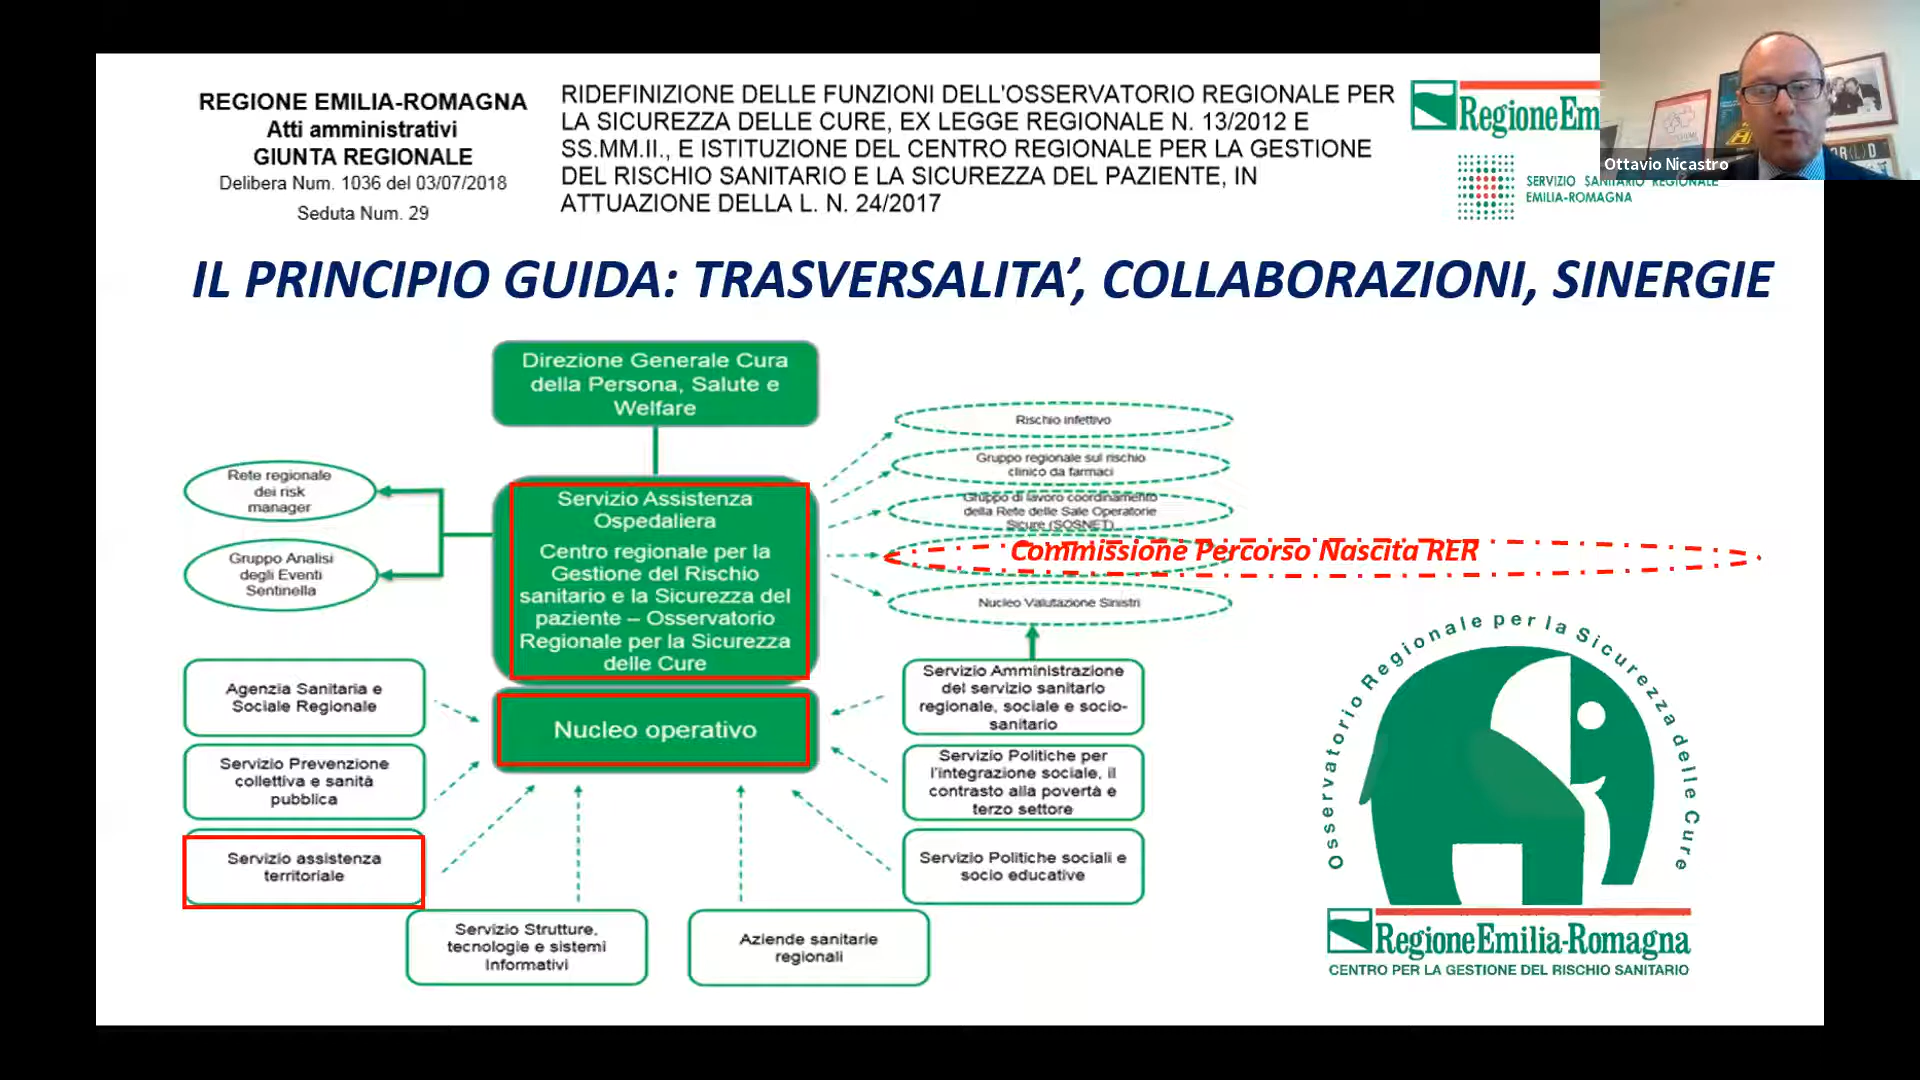 REGIONE EMILIA-ROMAGNA
Atti amministrativi
GIUNTA REGIONALE
Delibera Num. 1036 del 03/07/2018
Seduta Num. 29
RIDEFINIZIONE DELLE FUNZIONI DELL'OSSERVATORIO REGIONALE PER
LA SICUREZZA DELLE CURE, EX LEGGE REGIONALE N. 13/2012 E
SS.MM.II., E ISTITUZIONE DEL CENTRO REGIONALE PER LA GESTIONE
DEL RISCHIO SANITARIO E LA SICUREZZA DEL PAZIENTE, IN
ATTUAZIONE DELLA L. N. 24/2017
RegioneEm
SERVIZIO SANITARIO REGIONALE
EMILIA-ROMAGNA
Ottavio Nicastro
IL PRINCIPIO GUIDA: TRASVERSALITA’, COLLABORAZIONI, SINERGIE
Direzione Generale Cura
della Persona, Salute e
Welfare
Rete regionale
dei risk
manager
Gruppo Analisi
degli Eventi
Sentinella
Servizio Assistenza
Ospedaliera
Centro regionale per la
Gestione del Rischio
sanitario e la Sicurezza del
paziente – Osservatorio
Regionale per la Sicurezza
delle Cure
Nucleo operativo
Rischio infettivo
Gruppo regionale sul rischio
clinico da farmaci
Gruppo di lavoro coordinamento
della Rete delle Sale Operatorie
Sicure (SOSNET)
Commissione Percorso Nascita RER
Nucleo Valutazione Sinistri
Agenzia Sanitaria e
Sociale Regionale
Servizio Prevenzione
collettiva e sanità
pubblica
Servizio assistenza
territoriale
Servizio Strutture,
tecnologie e sistemi
Informativi
Aziende sanitarie
regionali
Servizio Amministrazione
del servizio sanitario
regionale, sociale e socio-
sanitario
Servizio Politiche per
l'integrazione sociale, il
contrasto alla povertà e
terzo settore
Servizio Politiche sociali e
socio educative
Osservatorio Regionale per la Sicurezza delle Cure
RegioneEmilia-Romagna
CENTRO PER LA GESTIONE DEL RISCHIO SANITARIO